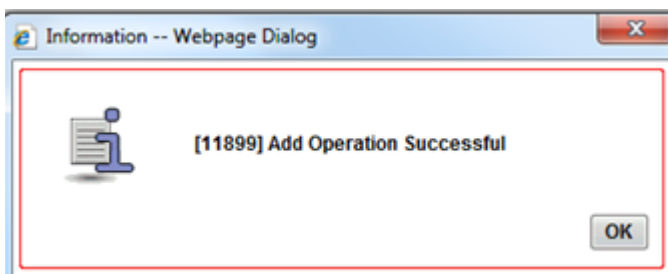 Information -- Webpage Dialog
[11899] Add Operation Successful
OK